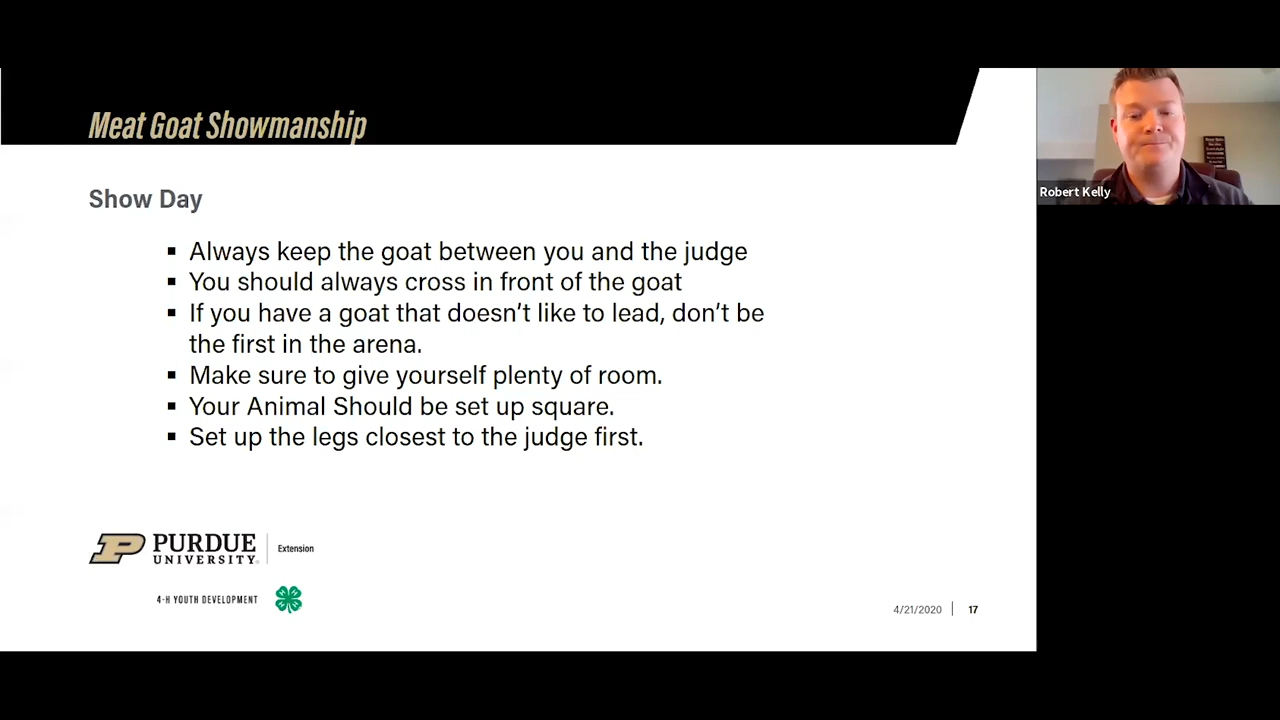 Meat Goat Showmanship
Robert Kelly
Show Day
▪ Always keep the goat between you and the judge
▪ You should always cross in front of the goat
▪ If you have a goat that doesn't like to lead, don't be
the first in the arena.
▪ Make sure to give yourself plenty of room.
▪ Your Animal Should be set up square.
▪ Set up the legs closest to the judge first.
P PURDUE UNIVERSITY | Extension
4-H YOUTH DEVELOPMENT
4/21/2020 | 17